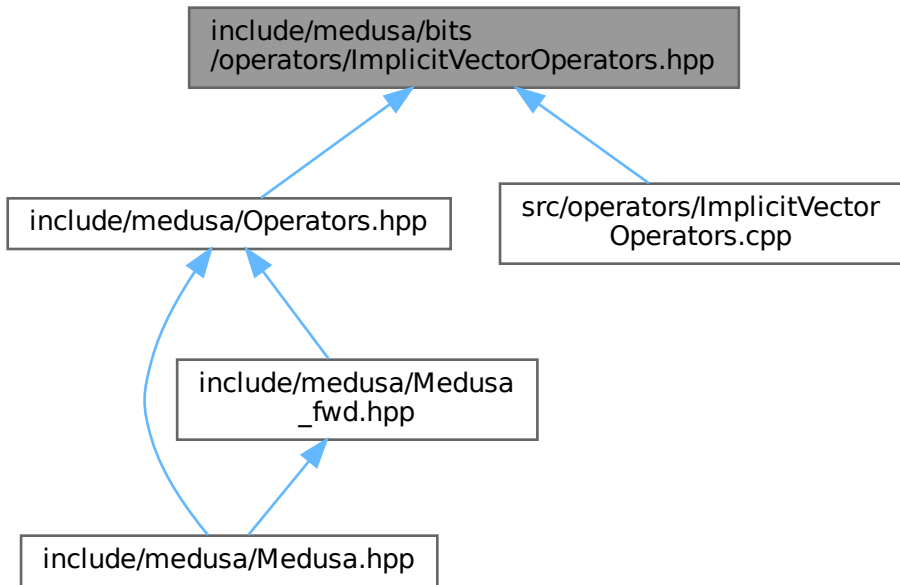 include/medusa/bits
/operators/ImplicitVectorOperators.hpp
include/medusa/Operators.hpp
src/operators/ImplicitVector
Operators.cpp
include/medusa/Medusa
_fwd.hpp
include/medusa/Medusa.hpp